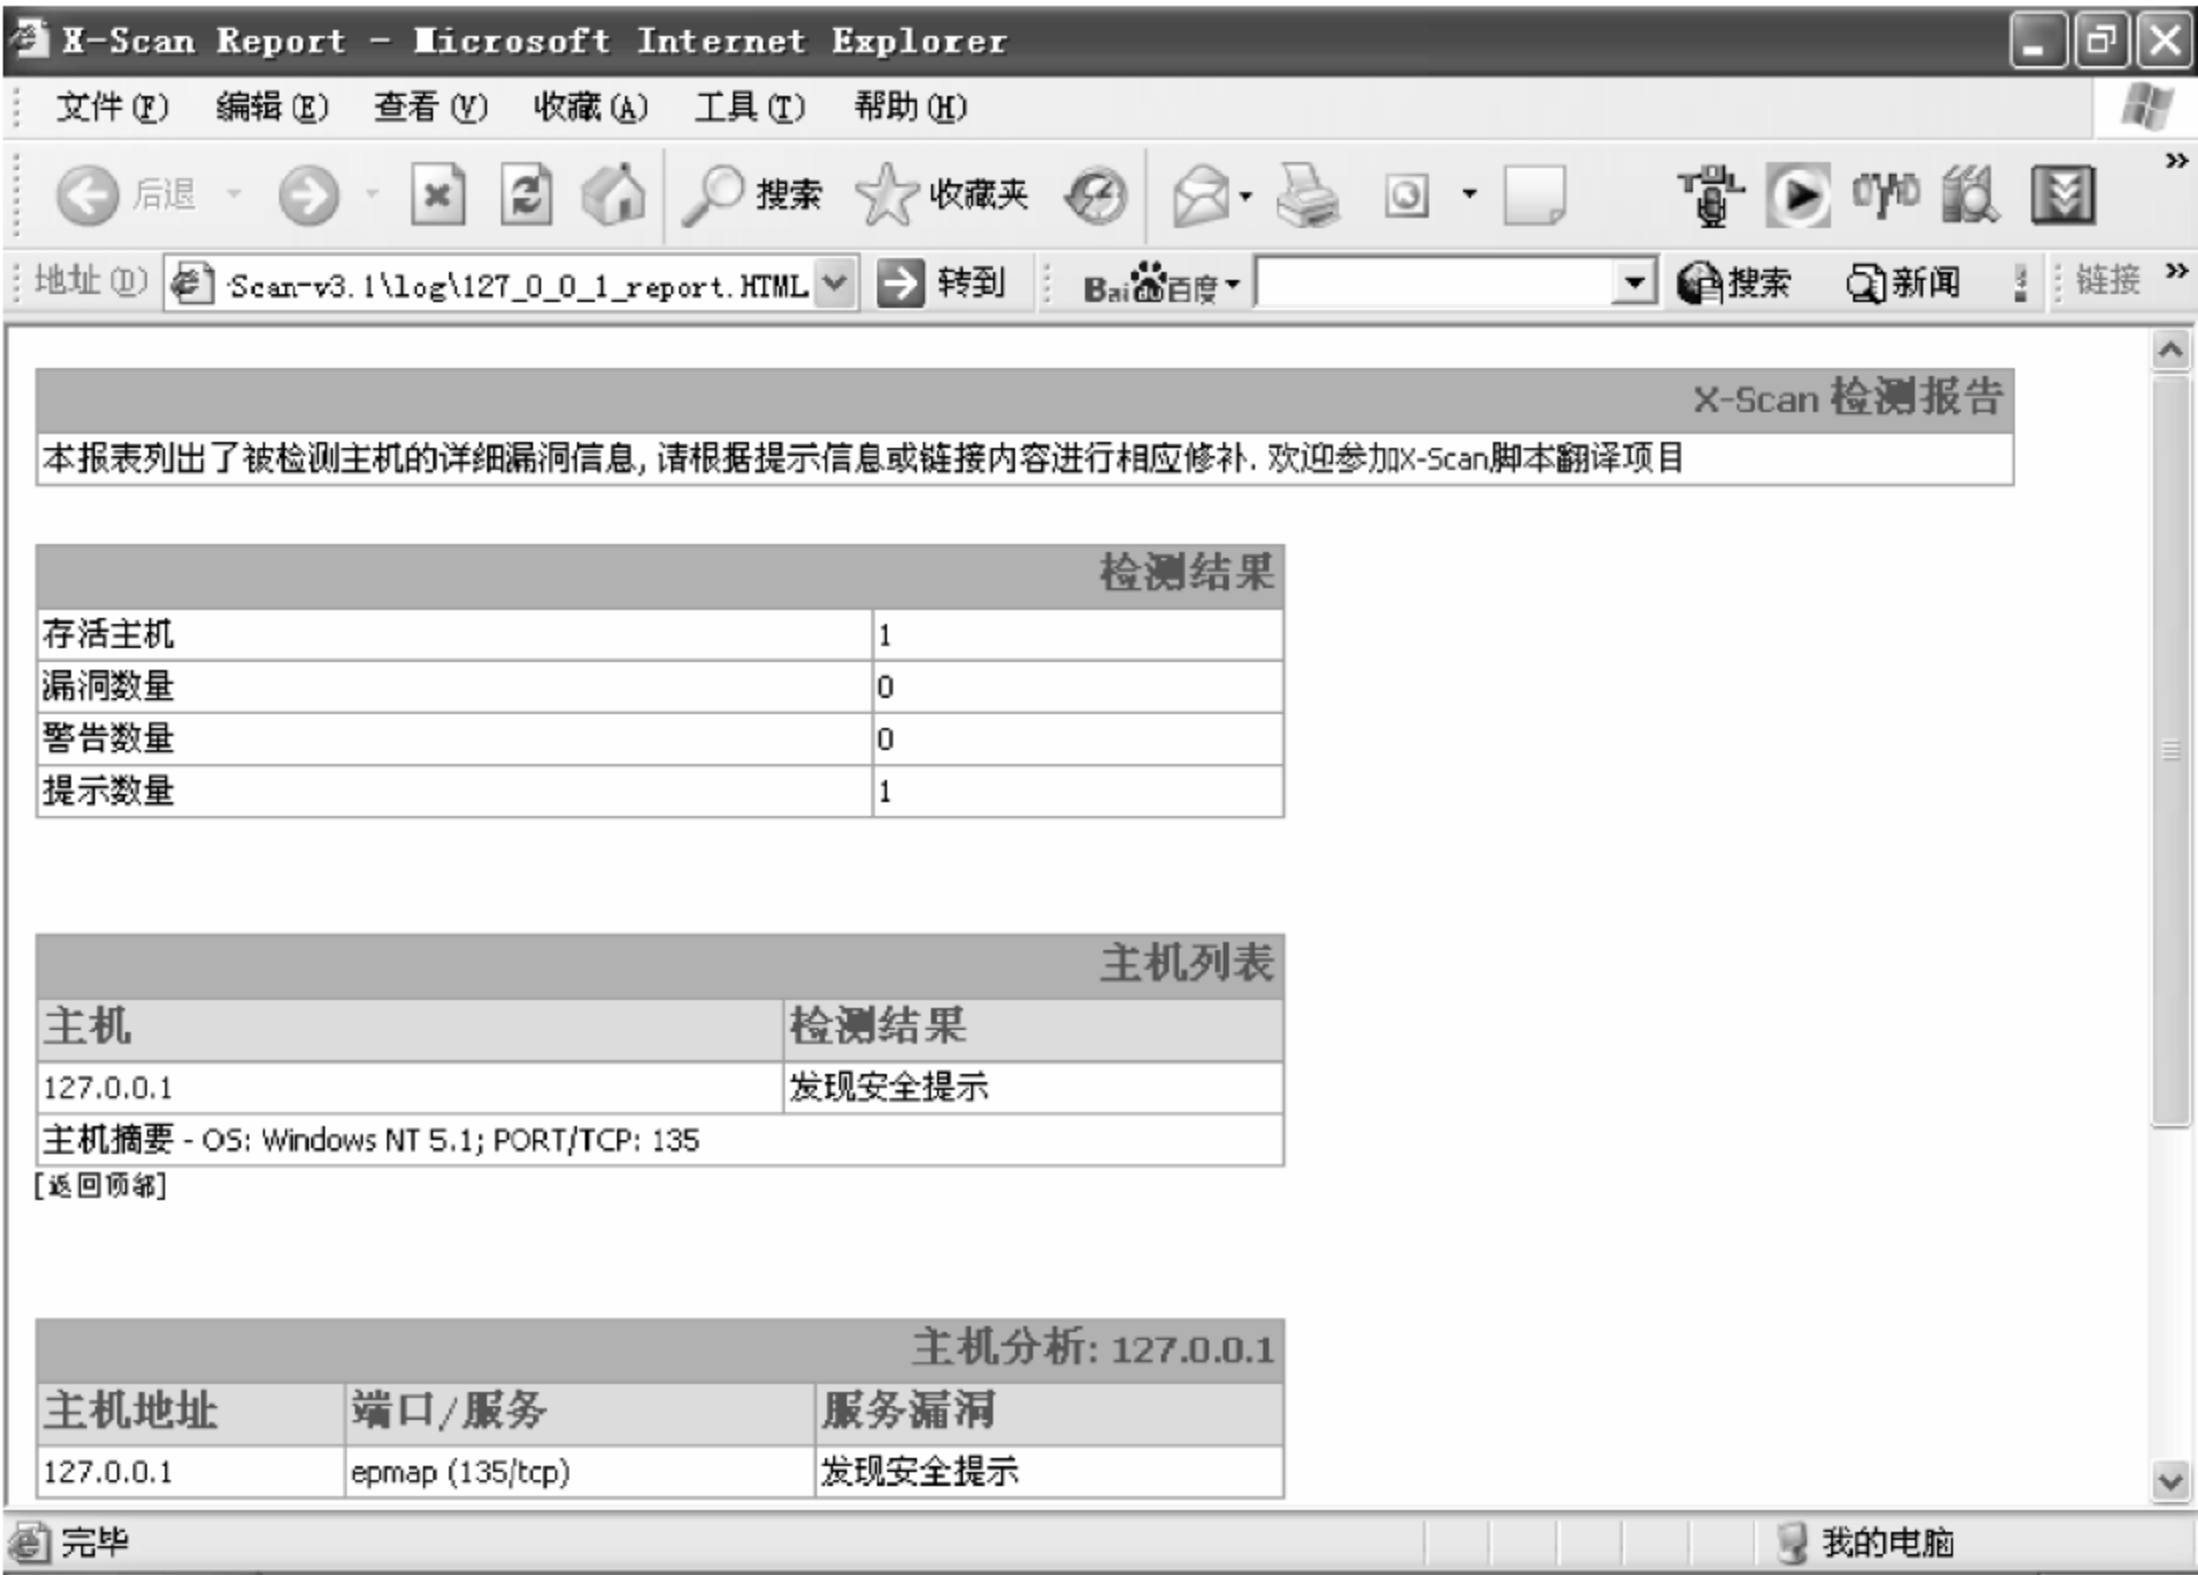 X-Scan Report - Microsoft Internet Explorer
文件(F) 编辑(E) 查看(V) 收藏(A) 工具(T) 帮助(H)
后退 搜索 收藏夹
地址(D) -Scan-v3.1\log\127_0_0_1_report.HTML 转到 Bai du 百度 搜索 新闻 链接
X-Scan 检测报告
本报表列出了被检测主机的详细漏洞信息, 请根据提示信息或链接内容进行相应修补. 欢迎参加X-Scan脚本翻译项目
检测结果
存活主机 1
漏洞数量 0
警告数量 0
提示数量 1
主机列表
主机 检测结果
127.0.0.1 发现安全提示
主机摘要 - OS: Windows NT 5.1; PORT/TCP: 135
[返回顶部]
主机分析: 127.0.0.1
主机地址 端口/服务 服务漏洞
127.0.0.1 epmap (135/tcp) 发现安全提示
完毕 我的电脑